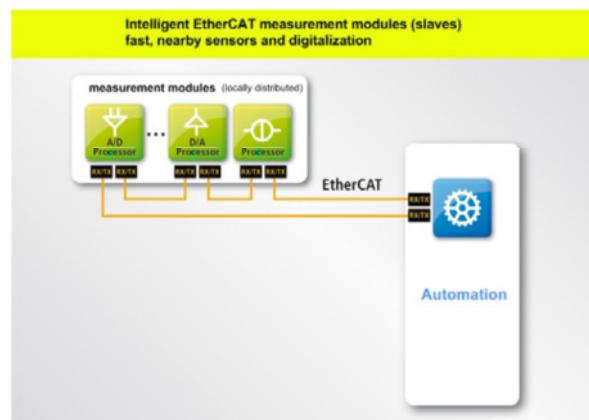 Intelligent EtherCAT measurement modules (slaves)
fast, nearby sensors and digitalization
measurement modules (locally distributed)
A/D
Processor
...
D/A
Processor
Processor
RX/TX RX/TX RX/TX RX/TX RX/TX RX/TX
EtherCAT
RX/TX
RX/TX
Automation